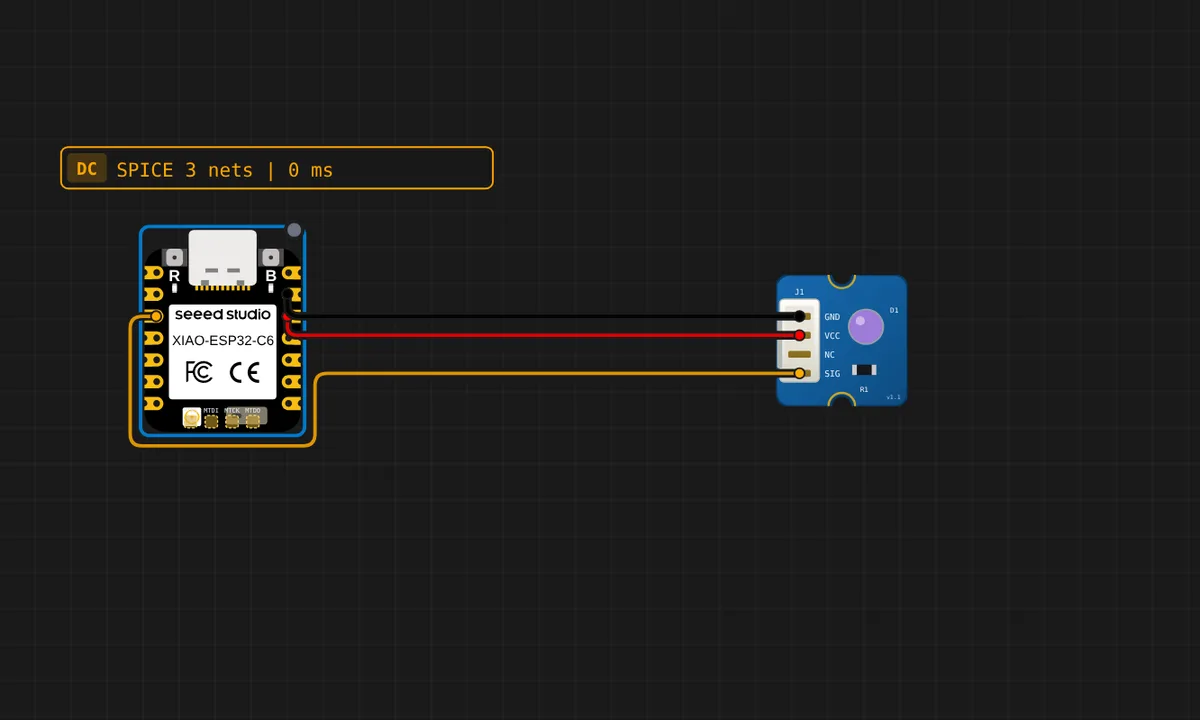 DC SPICE 3 nets | 0 ms
R B
seeed studio
XIAO-ESP32-C6
FC CE
MTDI MTCK MTDO
J1
GND
D1
VCC
NC
SIG
R1
v1.1